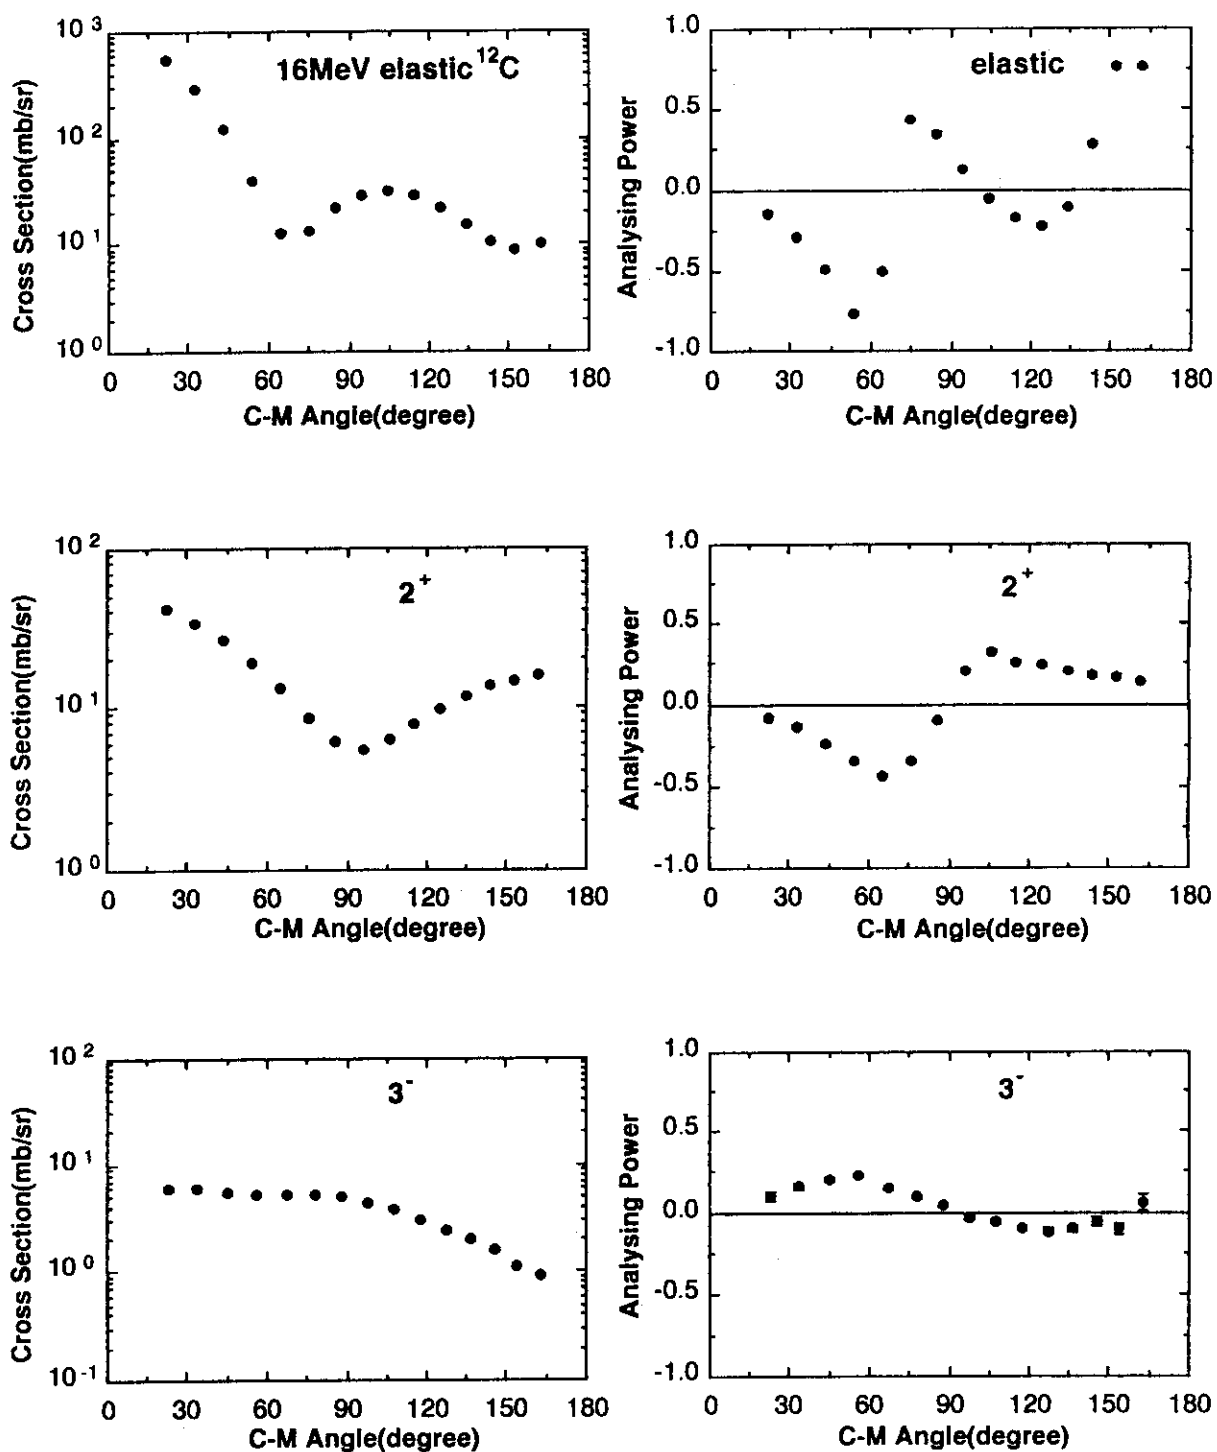 10^3
10^2
10^1
10^0
Cross Section(mb/sr)
16MeV elastic ^12C
0 30 60 90 120 150 180
C-M Angle(degree)
1.0
0.5
0.0
-0.5
-1.0
Analysing Power
elastic
0 30 60 90 120 150 180
C-M Angle(degree)
10^2
10^1
10^0
Cross Section(mb/sr)
2^+
0 30 60 90 120 150 180
C-M Angle(degree)
1.0
0.5
0.0
-0.5
-1.0
Analysing Power
2^+
0 30 60 90 120 150 180
C-M Angle(degree)
10^2
10^1
10^0
10^-1
Cross Section(mb/sr)
3^-
0 30 60 90 120 150 180
C-M Angle(degree)
1.0
0.5
0.0
-0.5
-1.0
Analysing Power
3^-
0 30 60 90 120 150 180
C-M Angle(degree)